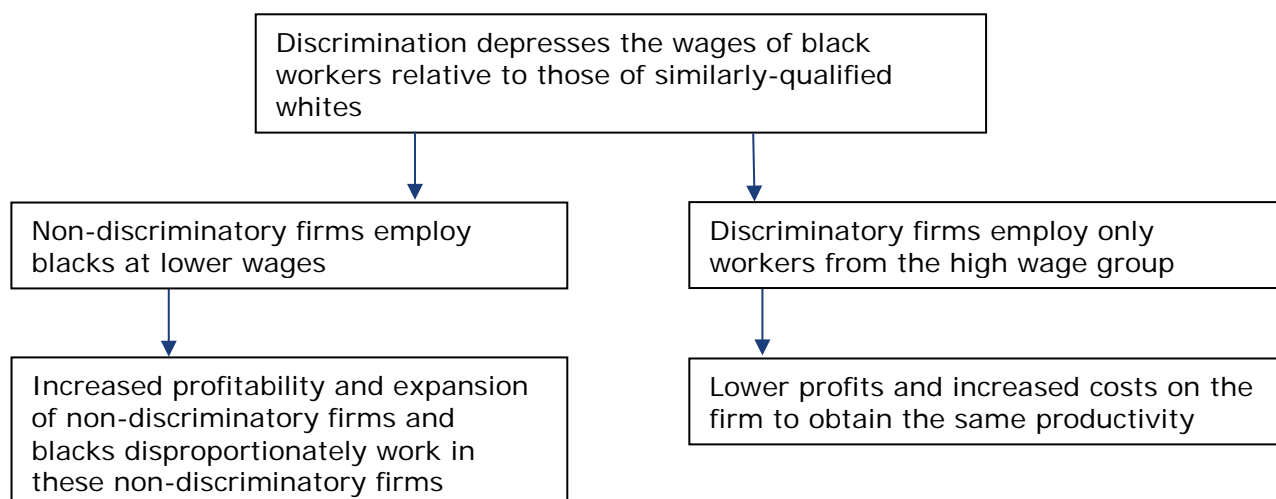 Discrimination depresses the wages of black
workers relative to those of similarly-qualified
whites
Non-discriminatory firms employ
blacks at lower wages
Discriminatory firms employ only
workers from the high wage group
Increased profitability and expansion
of non-discriminatory firms and
blacks disproportionately work in
these non-discriminatory firms
Lower profits and increased costs on the
firm to obtain the same productivity